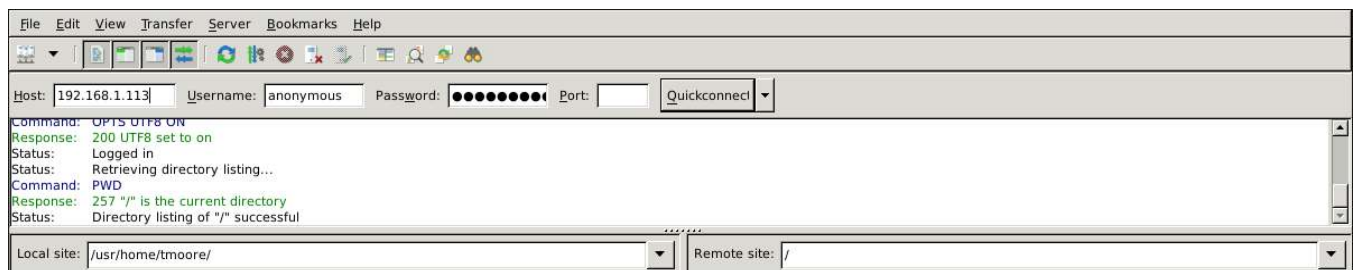 File Edit View Transfer Server Bookmarks Help
Host: 192.168.1.113 Username: anonymous Password: ●●●●●●●●● Port: Quickconnect
Command: OPTS UTF8 ON
Response: 200 UTF8 set to on
Status: Logged in
Status: Retrieving directory listing...
Command: PWD
Response: 257 "/" is the current directory
Status: Directory listing of "/" successful
Local site: /usr/home/tmoore/ Remote site: /